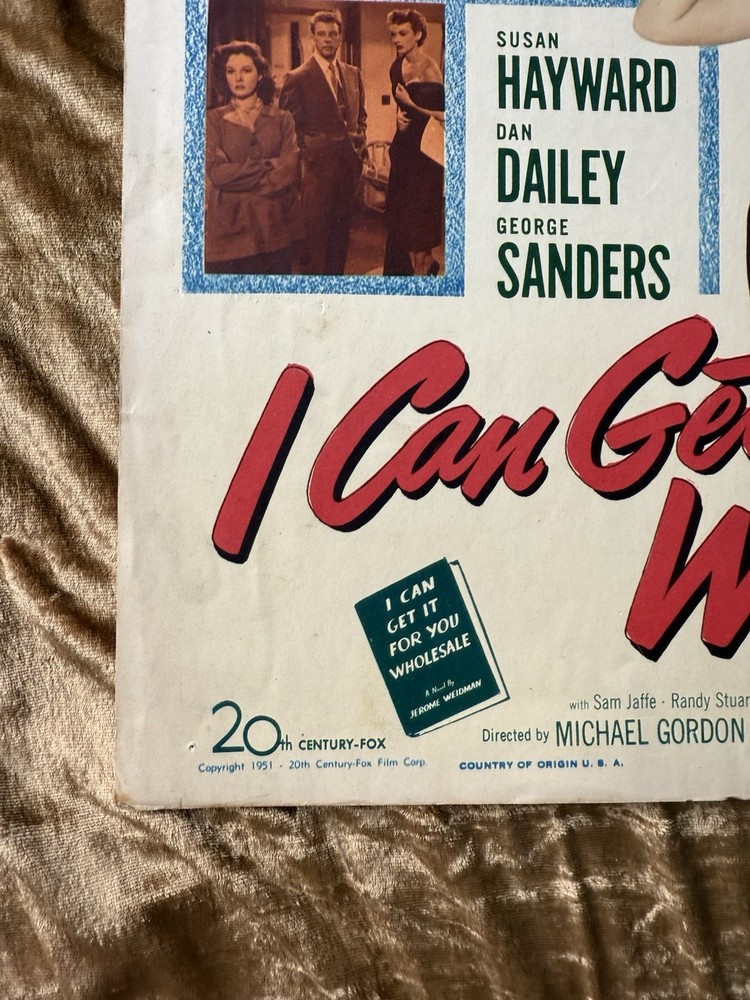 SUSAN
HAYWARD
DAN
DAILEY
GEORGE
SANDERS
I Can Get
W
I CAN
GET IT
FOR YOU
WHOLESALE
A Novel By
JEROME WEIDMAN
with Sam Jaffe · Randy Stuar
Directed by MICHAEL GORDON
20th CENTURY-FOX
Copyright 1951 - 20th Century-Fox Film Corp.
COUNTRY OF ORIGIN U. S. A.